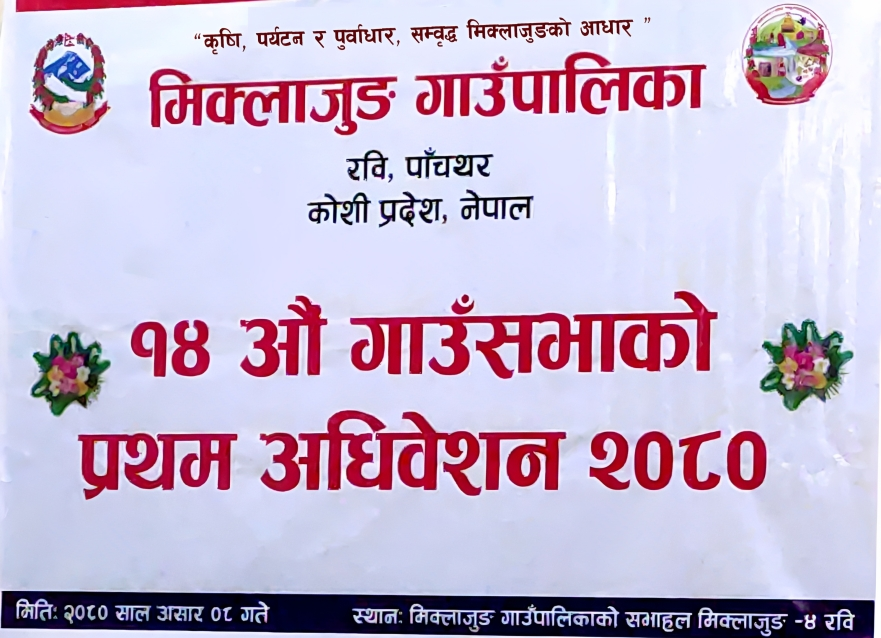 "कृषि, पर्यटन र पुर्वाधार, सम्वृद्ध मिक्लाजुङको आधार "
मिक्लाजुङ गाउँपालिका
रवि, पाँचथर
कोशी प्रदेश, नेपाल
१४ औं गाउँसभाको
प्रथम अधिवेशन २०८०
मितिः २०८० साल असार ०८ गते स्थानः मिक्लाजुङ गाउँपालिकाको सभाहल मिक्लाजुङ -४ रवि